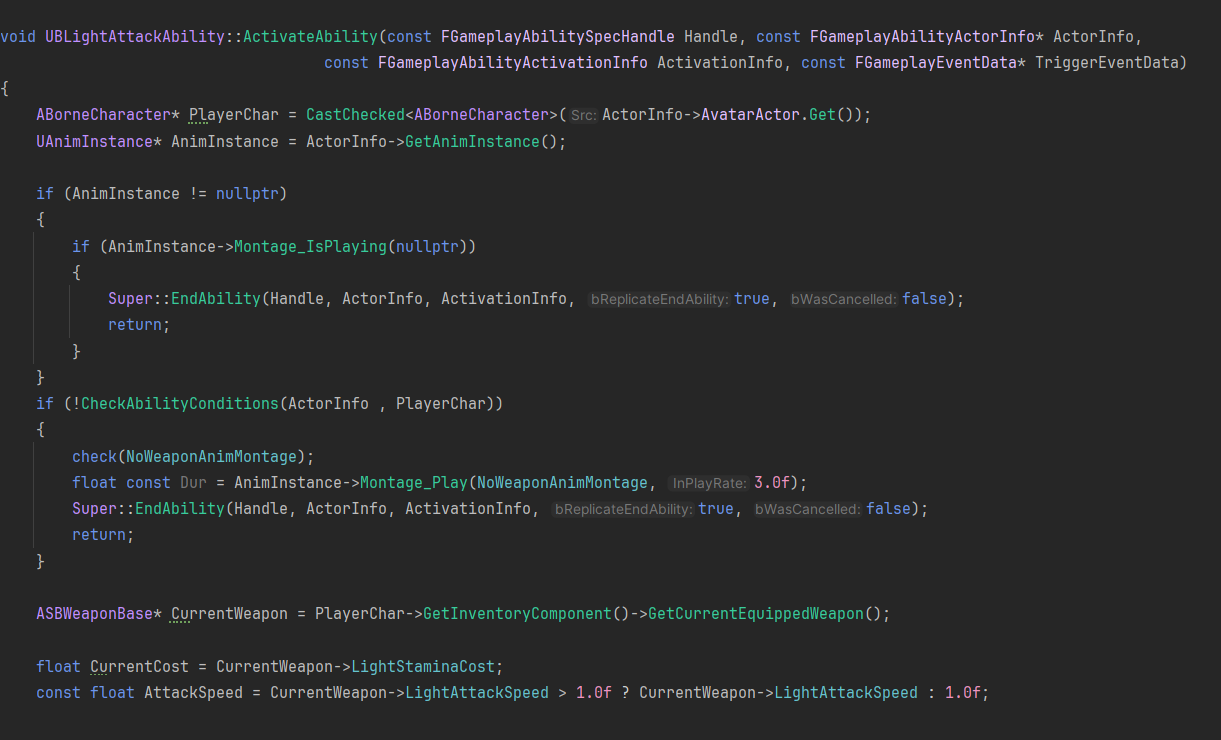 void UBLightAttackAbility::ActivateAbility(const FGameplayAbilitySpecHandle Handle, const FGameplayAbilityActorInfo* ActorInfo,
const FGameplayAbilityActivationInfo ActivationInfo, const FGameplayEventData* TriggerEventData)
{
ABorneCharacter* PlayerChar = CastChecked<ABorneCharacter>( Src: ActorInfo->AvatarActor.Get());
UAnimInstance* AnimInstance = ActorInfo->GetAnimInstance();
if (AnimInstance != nullptr)
{
if (AnimInstance->Montage_IsPlaying(nullptr))
{
Super::EndAbility(Handle, ActorInfo, ActivationInfo, bReplicateEndAbility: true, bWasCancelled: false);
return;
}
}
if (!CheckAbilityConditions(ActorInfo , PlayerChar))
{
check(NoWeaponAnimMontage);
float const Dur = AnimInstance->Montage_Play(NoWeaponAnimMontage, InPlayRate: 3.0f);
Super::EndAbility(Handle, ActorInfo, ActivationInfo, bReplicateEndAbility: true, bWasCancelled: false);
return;
}
ASBWeaponBase* CurrentWeapon = PlayerChar->GetInventoryComponent()->GetCurrentEquippedWeapon();
float CurrentCost = CurrentWeapon->LightStaminaCost;
const float AttackSpeed = CurrentWeapon->LightAttackSpeed > 1.0f ? CurrentWeapon->LightAttackSpeed : 1.0f;